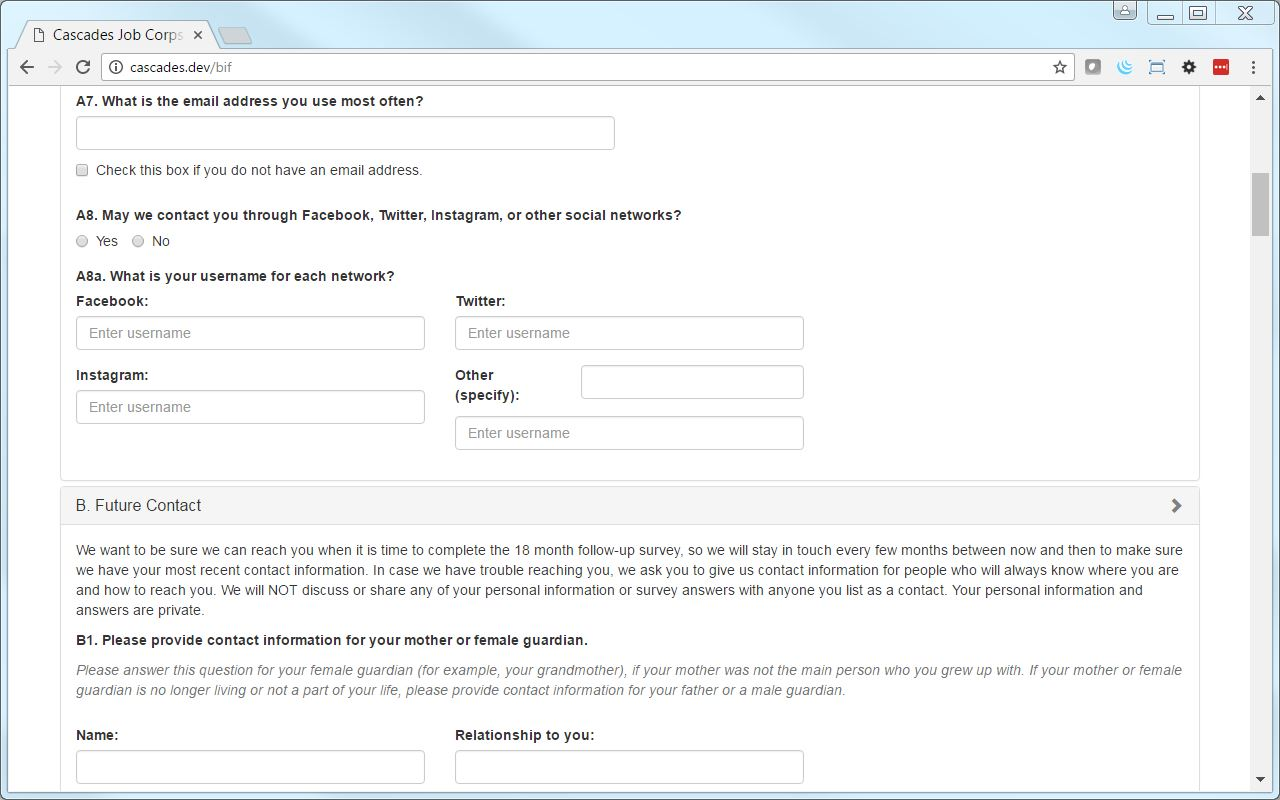 Cascades Job Corps
cascades.dev/bif
A7. What is the email address you use most often?
Check this box if you do not have an email address.
A8. May we contact you through Facebook, Twitter, Instagram, or other social networks?
Yes No
A8a. What is your username for each network?
Facebook: Twitter:
Enter username Enter username
Instagram: Other
(specify):
Enter username
Enter username
B. Future Contact
We want to be sure we can reach you when it is time to complete the 18 month follow-up survey, so we will stay in touch every few months between now and then to make sure
we have your most recent contact information. In case we have trouble reaching you, we ask you to give us contact information for people who will always know where you are
and how to reach you. We will NOT discuss or share any of your personal information or survey answers with anyone you list as a contact. Your personal information and
answers are private.
B1. Please provide contact information for your mother or female guardian.
Please answer this question for your female guardian (for example, your grandmother), if your mother was not the main person who you grew up with. If your mother or female
guardian is no longer living or not a part of your life, please provide contact information for your father or a male guardian.
Name: Relationship to you: